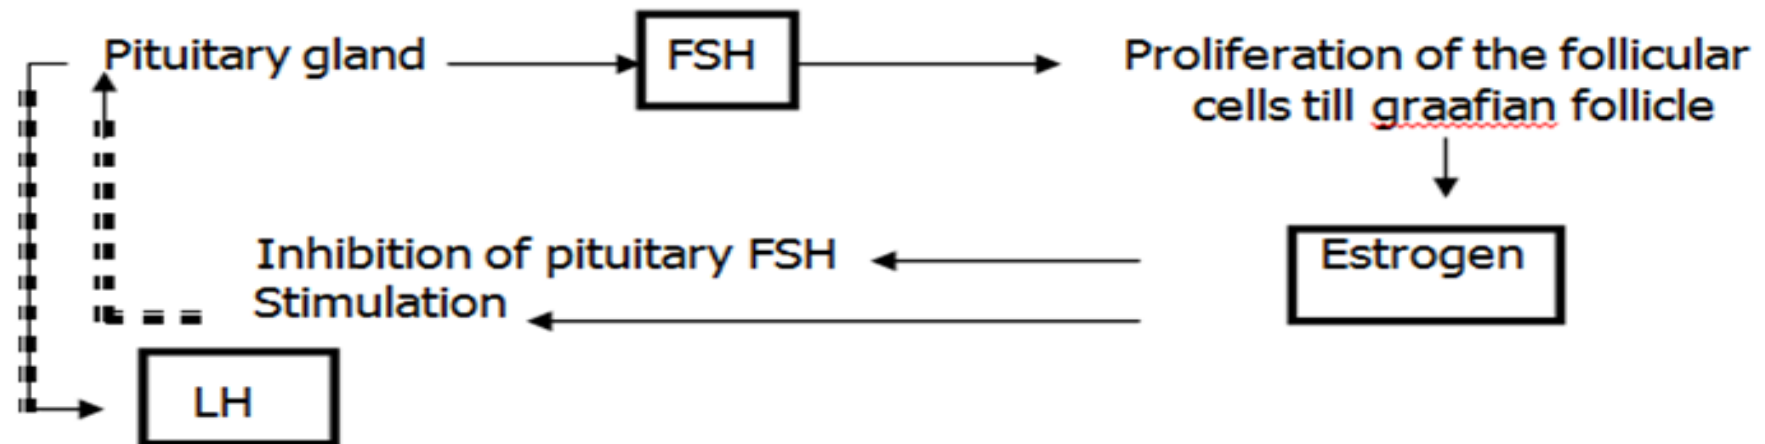 Pituitary gland
FSH
Proliferation of the follicular
cells till graafian follicle
Inhibition of pituitary FSH
Estrogen
Stimulation
LH